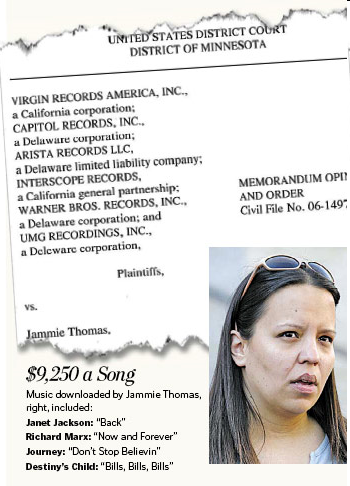 UNITED STATES DISTRICT COURT
DISTRICT OF MINNESOTA
VIRGIN RECORDS AMERICA, INC.,
a California corporation;
CAPITOL RECORDS, INC.,
a Delaware corporation;
ARISTA RECORDS LLC,
a Delaware limited liability company;
INTERSCOPE RECORDS,
a California general partnership;
WARNER BROS. RECORDS, INC.,
a Delaware corporation; and
UMG RECORDINGS, INC.,
a Delaware corporation,
Plaintiffs,
vs.
Jammie Thomas,
MEMORANDUM OPIN
AND ORDER
Civil File No. 06-1497
$9,250 a Song
Music downloaded by Jammie Thomas,
right, included:
Janet Jackson: “Back”
Richard Marx: “Now and Forever”
Journey: “Don’t Stop Believin”
Destiny’s Child: “Bills, Bills, Bills”